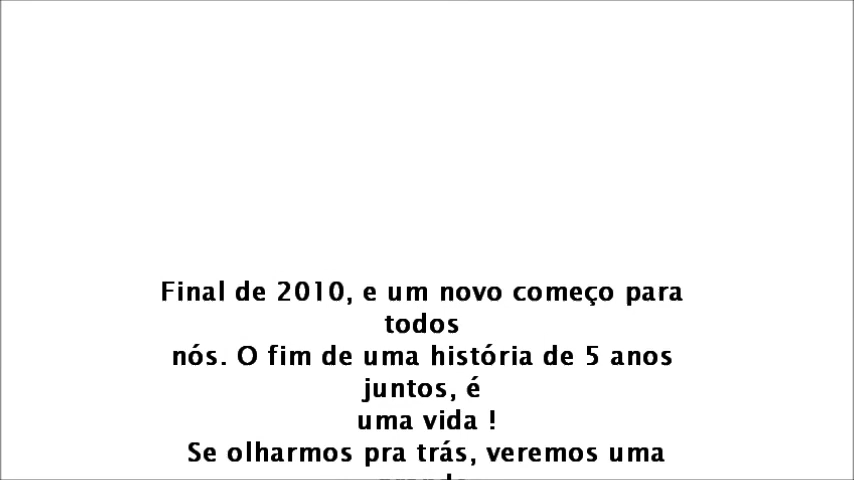 Final de 2010, e um novo começo para
todos
nós. O fim de uma história de 5 anos
juntos, é
uma vida !
Se olharmos pra trás, veremos uma